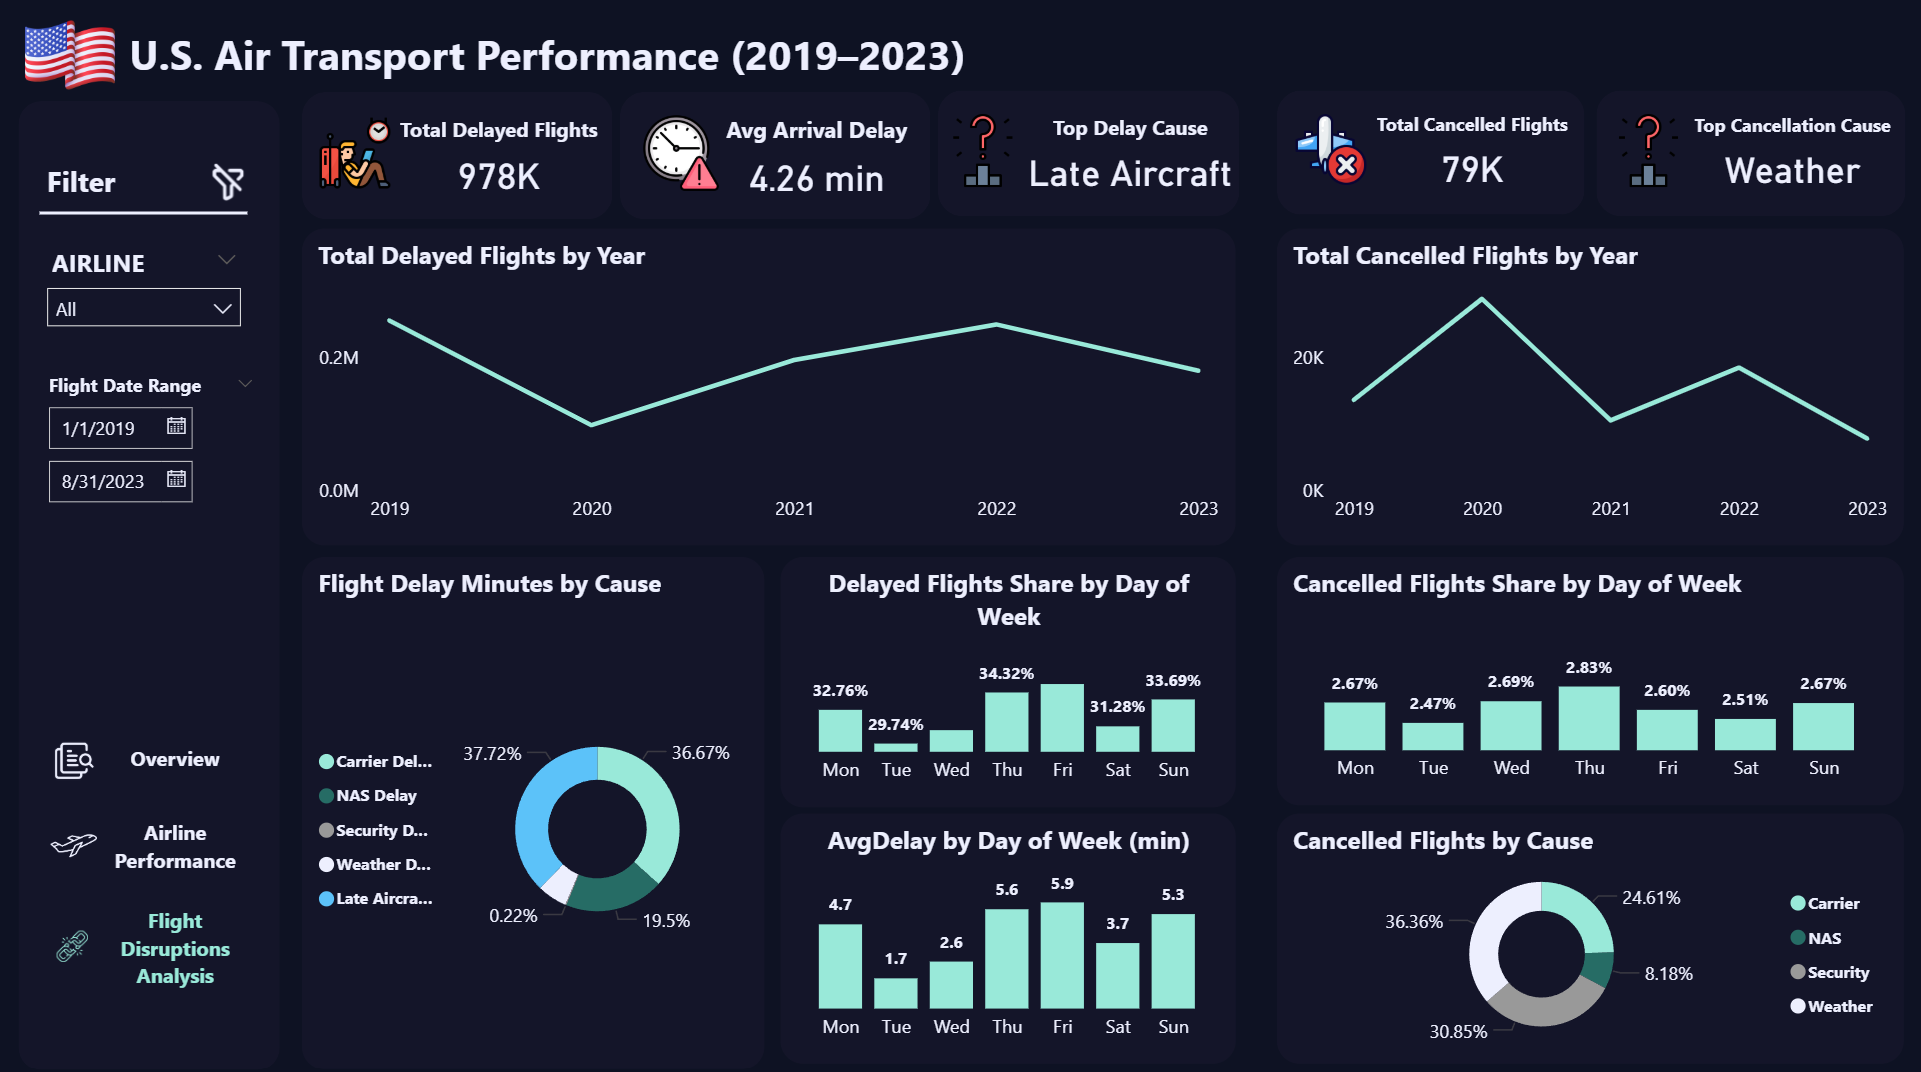 U.S. Air Transport Performance (2019–2023)
Filter
AIRLINE
All
Flight Date Range
1/1/2019
8/31/2023
Overview
Airline
Performance
Flight
Disruptions
Analysis
Total Delayed Flights
978K
Avg Arrival Delay
4.26 min
Top Delay Cause
Late Aircraft
Total Cancelled Flights
79K
Top Cancellation Cause
Weather
Total Delayed Flights by Year
0.2M
0.0M
2019 2020 2021 2022 2023
Total Cancelled Flights by Year
20K
0K
2019 2020 2021 2022 2023
Flight Delay Minutes by Cause
Carrier Del...
NAS Delay
Security D...
Weather D...
Late Aircra...
37.72% 36.67%
0.22% 19.5%
Delayed Flights Share by Day of
Week
32.76% 29.74% 34.32% 31.28% 33.69%
Mon Tue Wed Thu Fri Sat Sun
AvgDelay by Day of Week (min)
4.7 1.7 2.6 5.6 5.9 3.7 5.3
Mon Tue Wed Thu Fri Sat Sun
Cancelled Flights Share by Day of Week
2.67% 2.47% 2.69% 2.83% 2.60% 2.51% 2.67%
Mon Tue Wed Thu Fri Sat Sun
Cancelled Flights by Cause
36.36% 24.61%
8.18%
30.85%
Carrier
NAS
Security
Weather